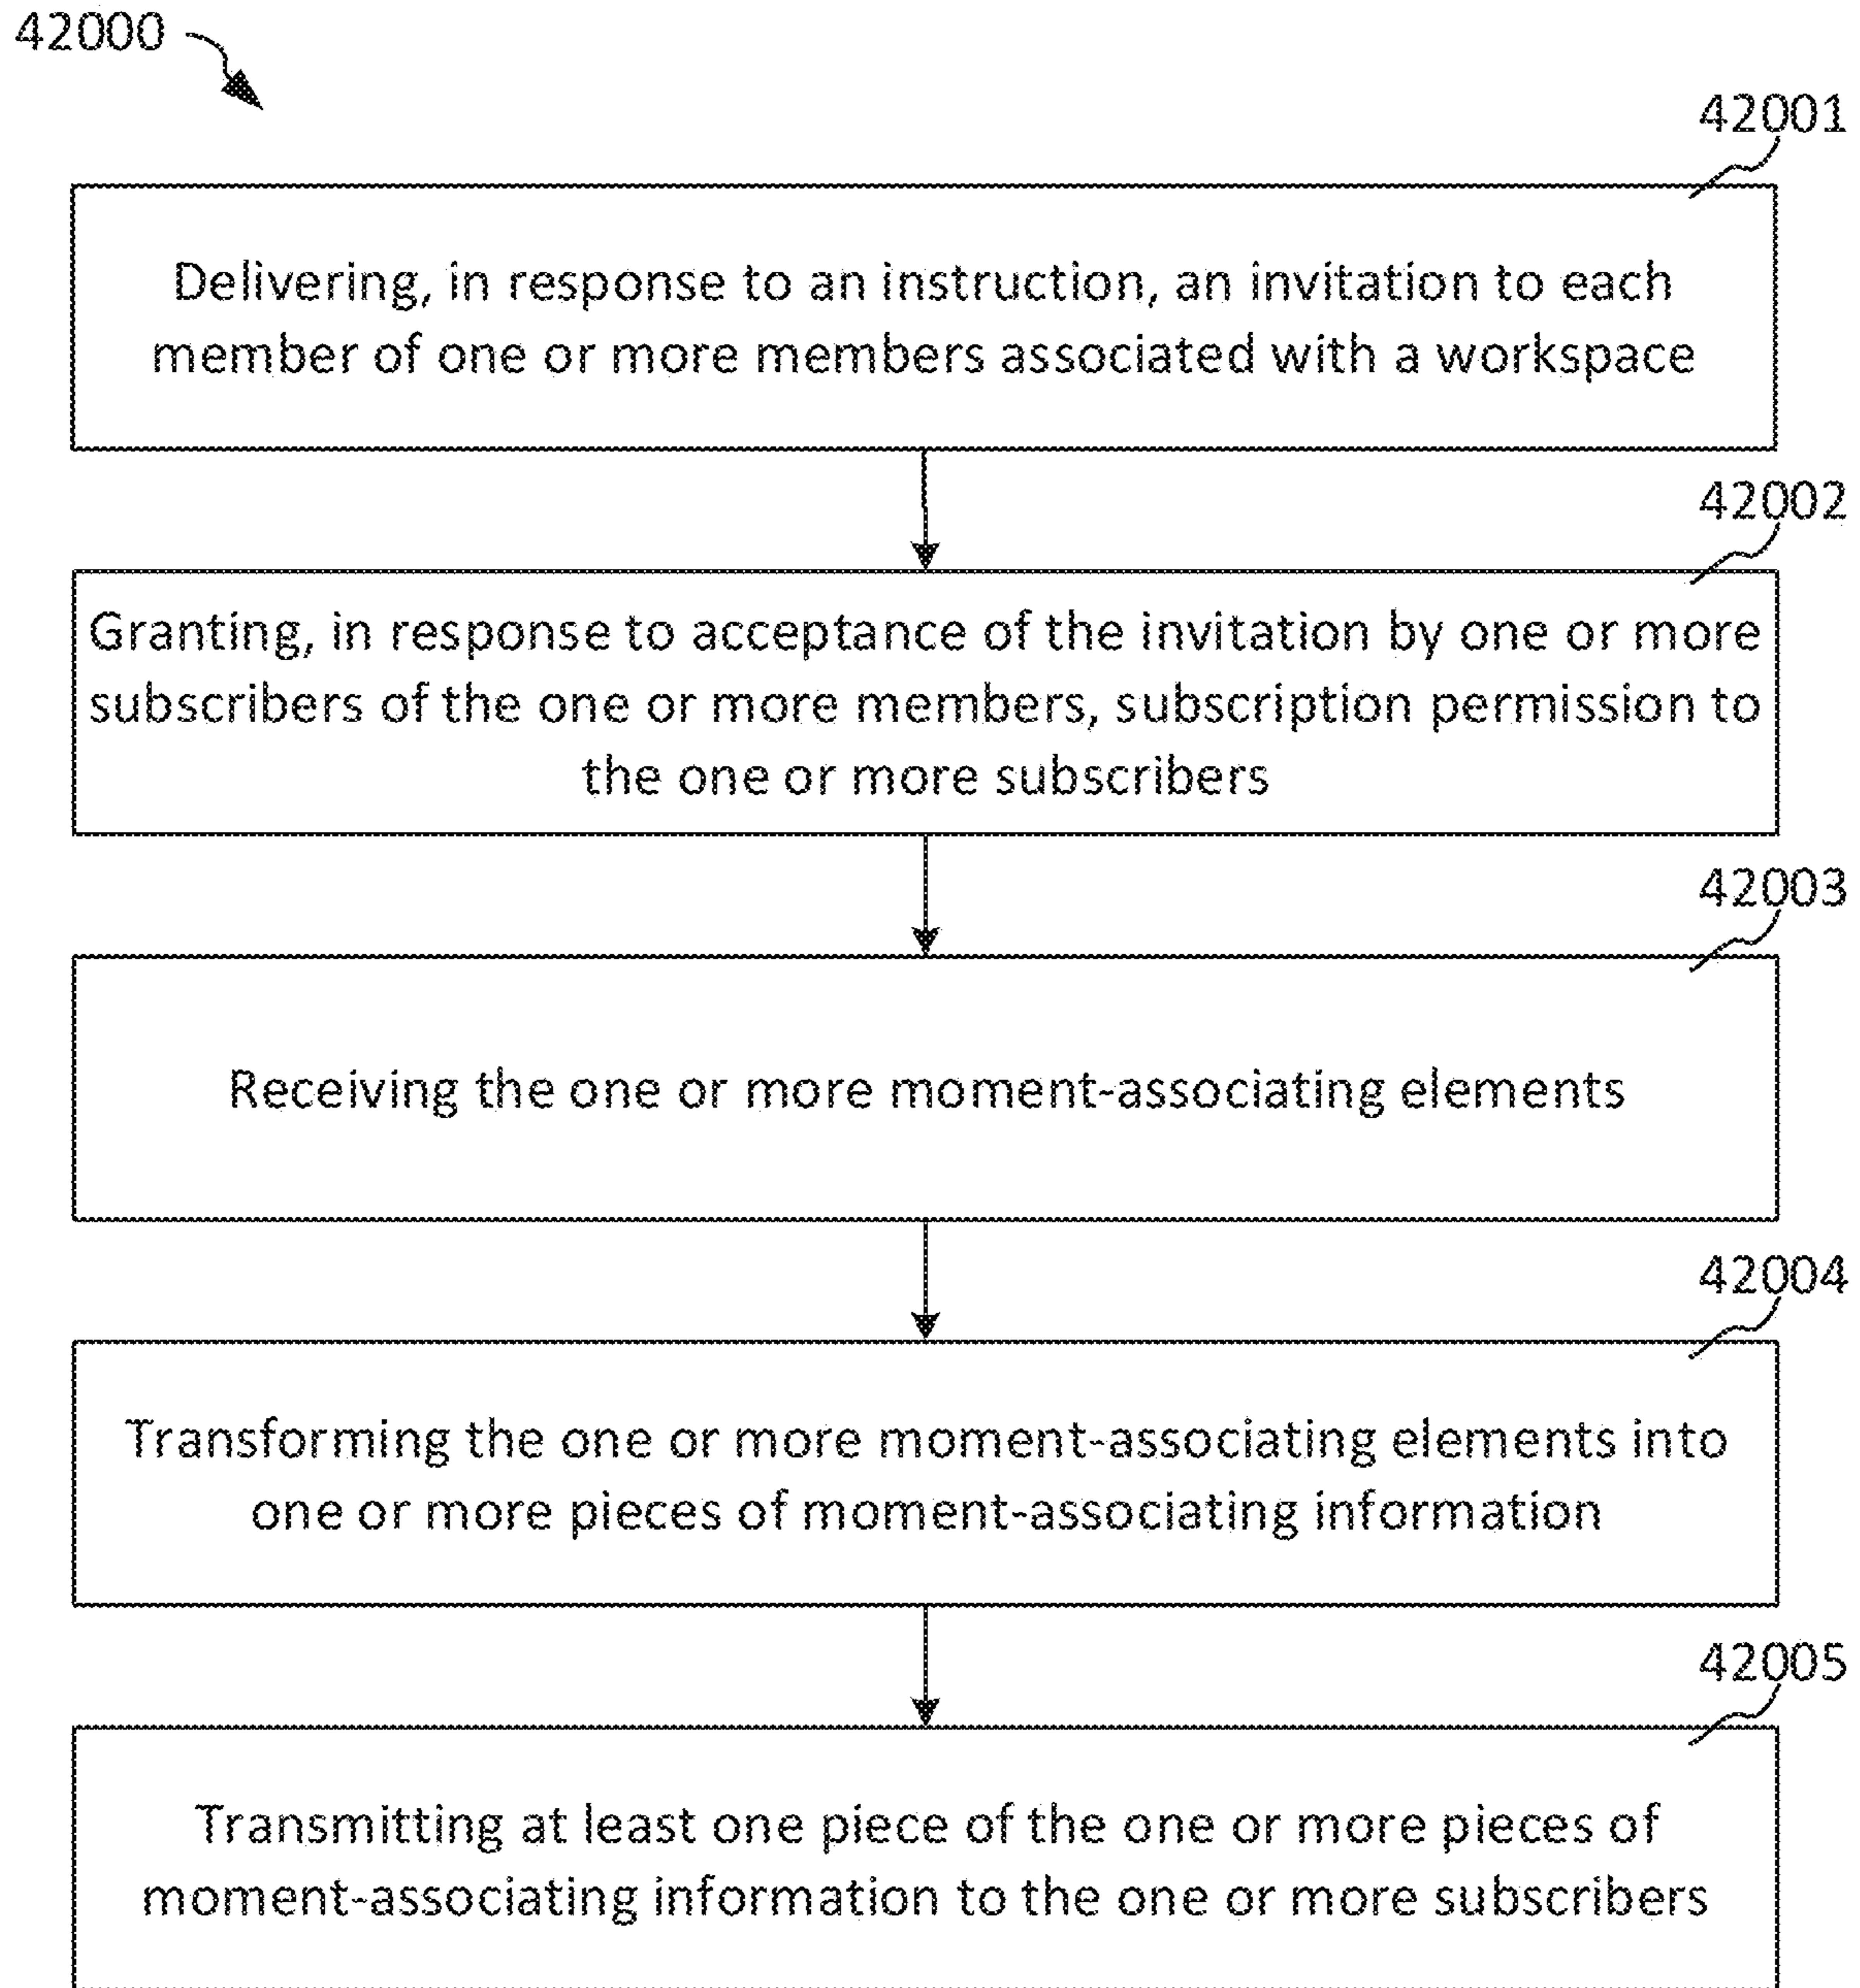 42000
42001
Delivering, in response to an instruction, an invitation to each
member of one or more members associated with a workspace
42002
Granting, in response to acceptance of the invitation by one or more
subscribers of the one or more members, subscription permission to
the one or more subscribers
42003
Receiving the one or more moment-associating elements
42004
Transforming the one or more moment-associating elements into
one or more pieces of moment-associating information
42005
Transmitting at least one piece of the one or more pieces of
moment-associating information to the one or more subscribers